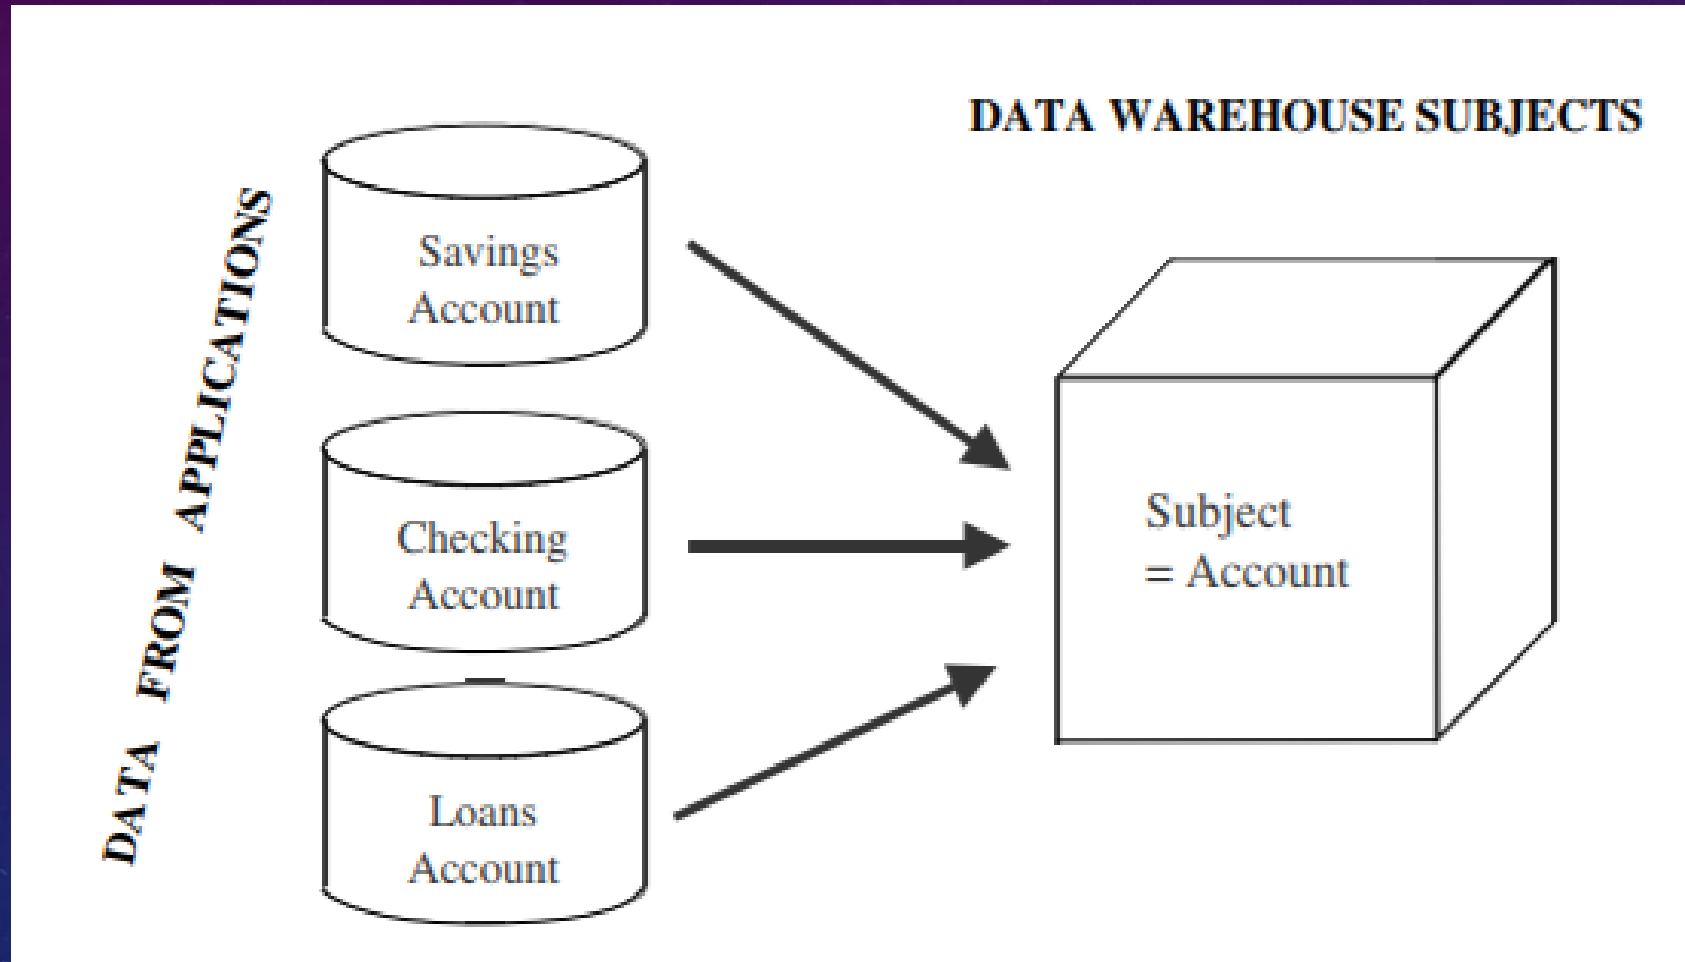 DATA WAREHOUSE SUBJECTS
DATA FROM APPLICATIONS
Savings
Account
Checking
Account
Loans
Account
Subject
= Account